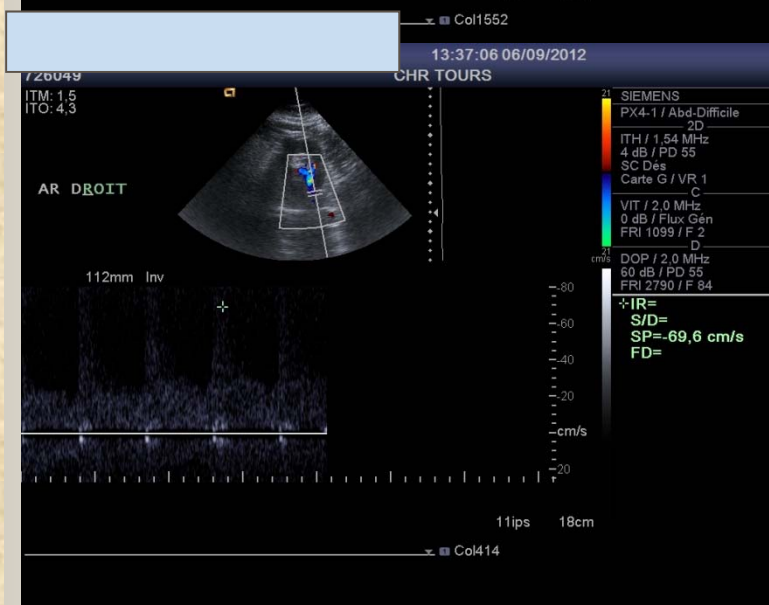 Col1552
13:37:06 06/09/2012
726049
CHR TOURS
ITM: 1,5
ITO: 4,3
AR DROIT
21
21
cm/s
SIEMENS
PX4-1 / Abd-Difficile
2D
ITH / 1,54 MHz
4 dB / PD 55
SC Dés
Carte G / VR 1
C
VIT / 2,0 MHz
0 dB / Flux Gén
FRI 1099 / F 2
D
DOP / 2,0 MHz
60 dB / PD 55
FRI 2790 / F 84
IR=
S/D=
SP=-69,6 cm/s
FD=
112mm Inv
-80
-60
-40
-20
cm/s
20
11ips 18cm
Col414